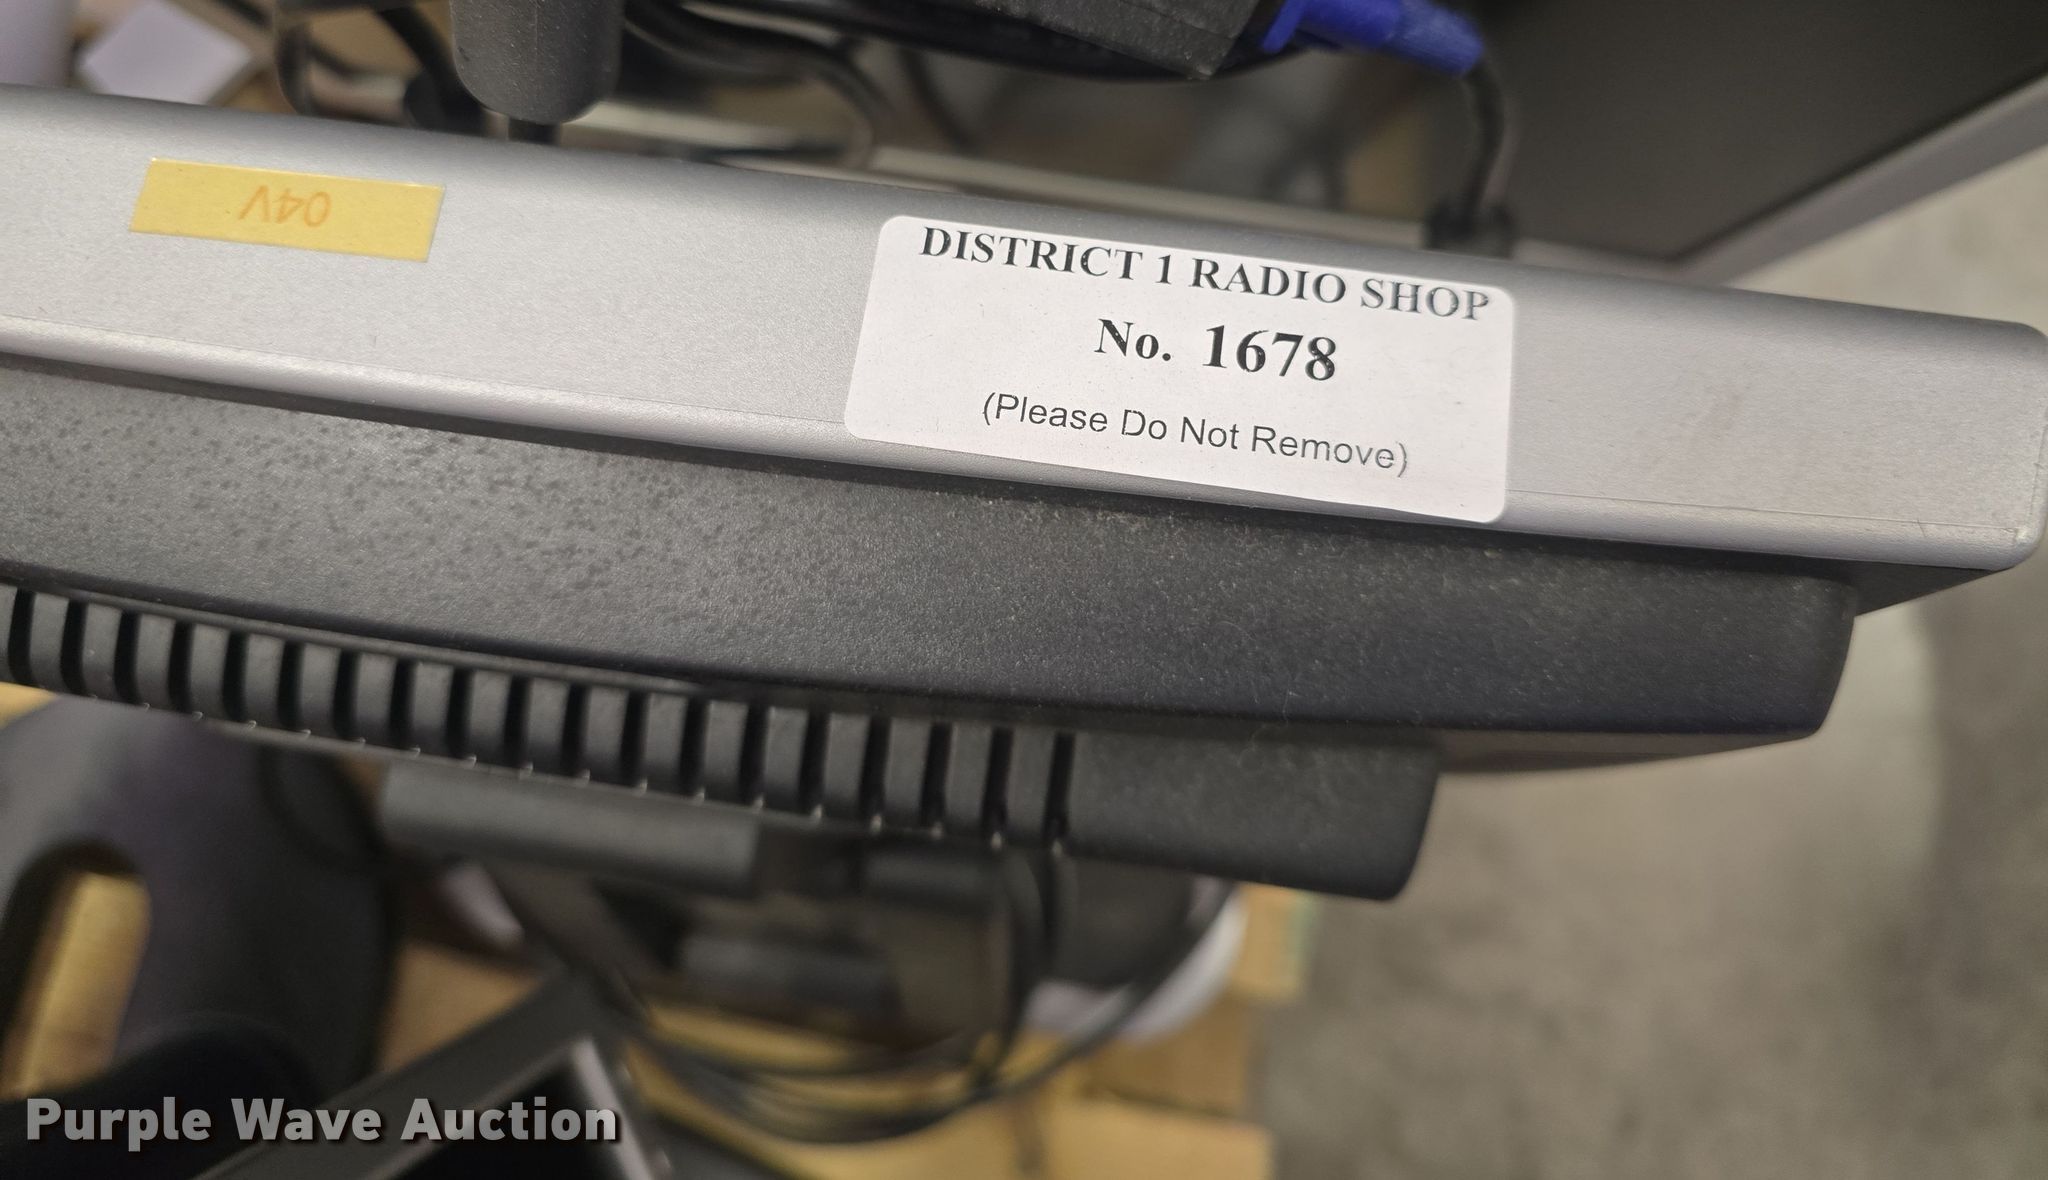 04V
DISTRICT 1 RADIO SHOP
No. 1678
(Please Do Not Remove)
Purple Wave Auction